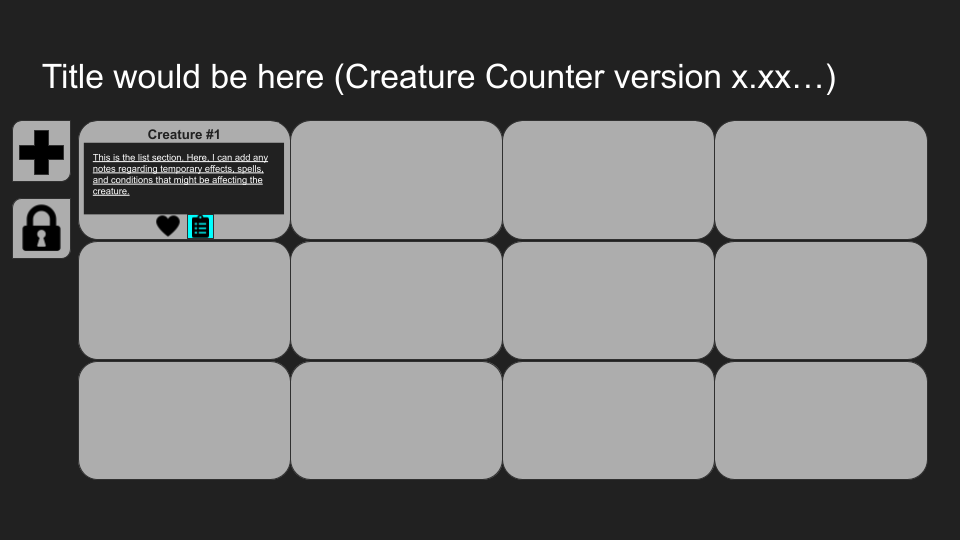 Title would be here (Creature Counter version x.xx…)
Creature #1
This is the list section. Here, I can add any
notes regarding temporary effects, spells,
and conditions that might be affecting the
creature.